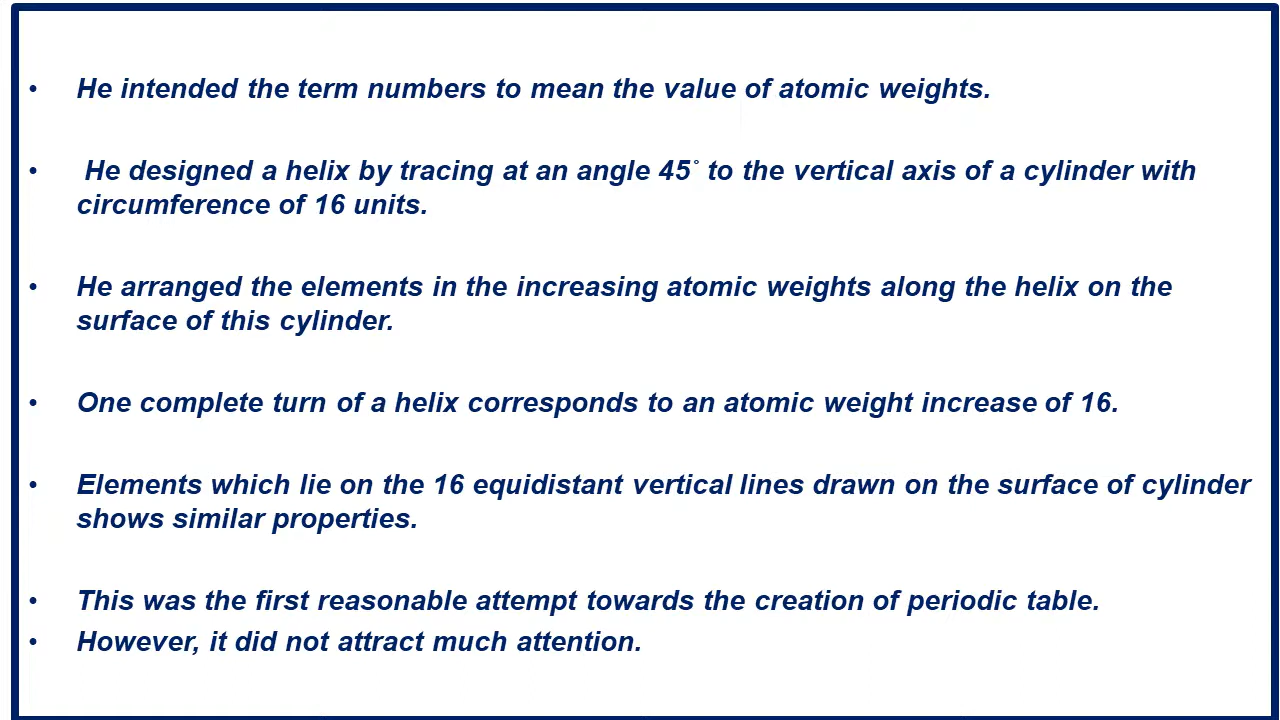 • He intended the term numbers to mean the value of atomic weights.
• He designed a helix by tracing at an angle 45˚ to the vertical axis of a cylinder with
circumference of 16 units.
• He arranged the elements in the increasing atomic weights along the helix on the
surface of this cylinder.
• One complete turn of a helix corresponds to an atomic weight increase of 16.
• Elements which lie on the 16 equidistant vertical lines drawn on the surface of cylinder
shows similar properties.
• This was the first reasonable attempt towards the creation of periodic table.
• However, it did not attract much attention.